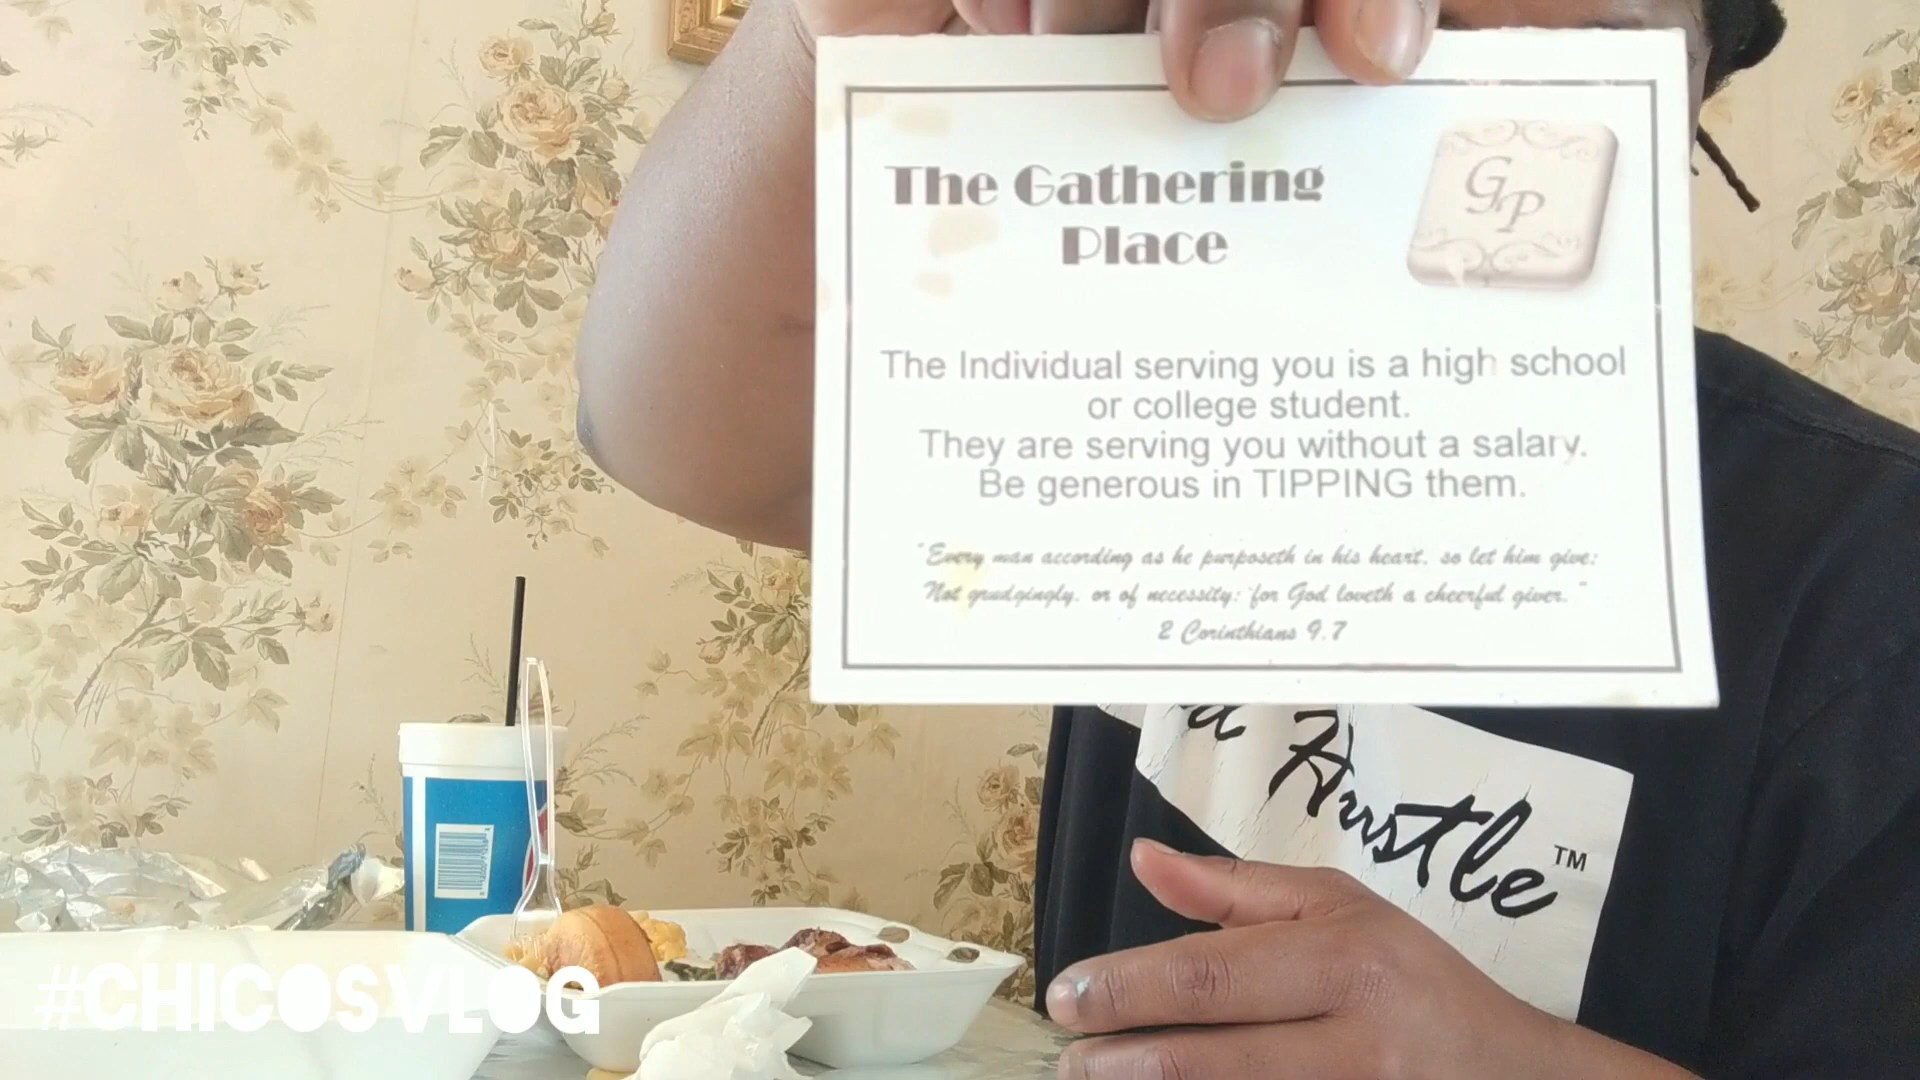 The Gathering
Place
GP
The Individual serving you is a high school
or college student.
They are serving you without a salary.
Be generous in TIPPING them.
"Every man according as he purposeth in his heart, so let him give;
Not grudgingly, or of necessity: for God loveth a cheerful giver."
2 Corinthians 9.7
Hustle™
#CHICOSVLOG